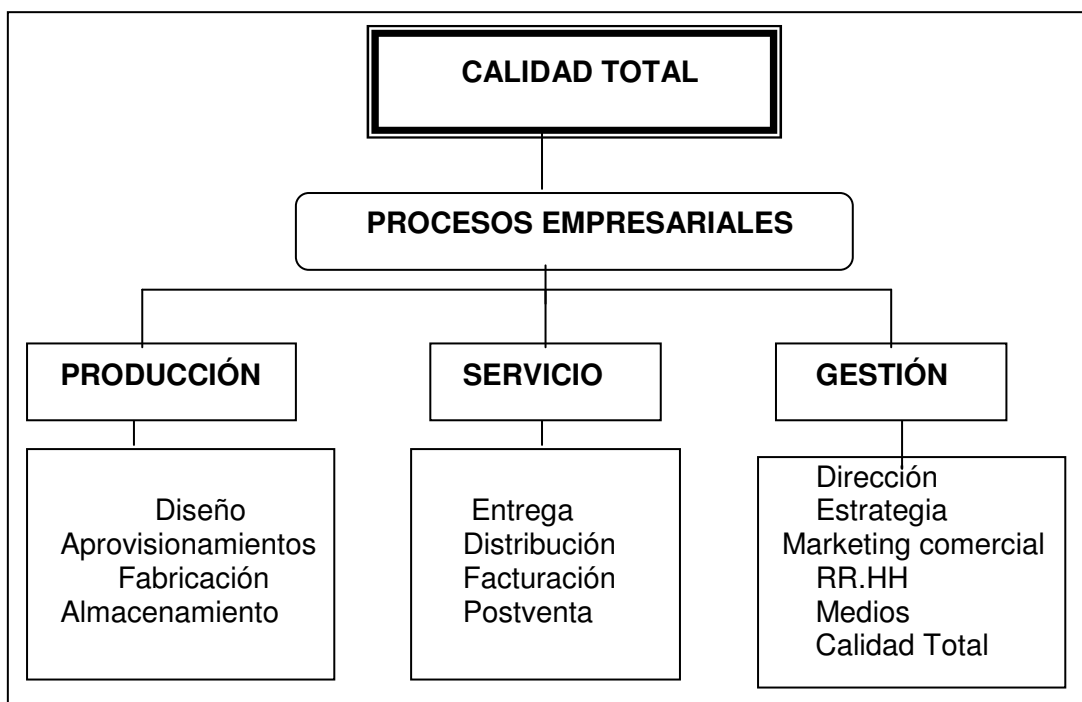 CALIDAD TOTAL
PROCESOS EMPRESARIALES
PRODUCCIÓN
SERVICIO
GESTIÓN
Diseño
Aprovisionamientos
Fabricación
Almacenamiento
Entrega
Distribución
Facturación
Postventa
Dirección
Estrategia
Marketing comercial
RR.HH
Medios
Calidad Total